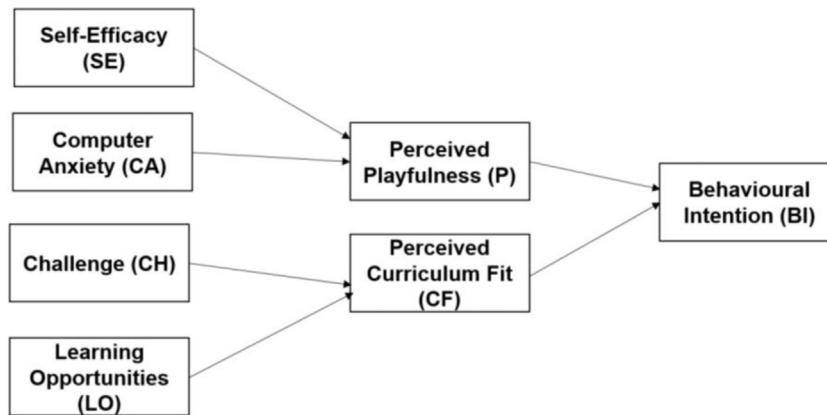 Self-Efficacy
(SE)
Computer
Anxiety (CA)
Challenge (CH)
Learning
Opportunities
(LO)
Perceived
Playfulness (P)
Perceived
Curriculum Fit
(CF)
Behavioural
Intention (BI)